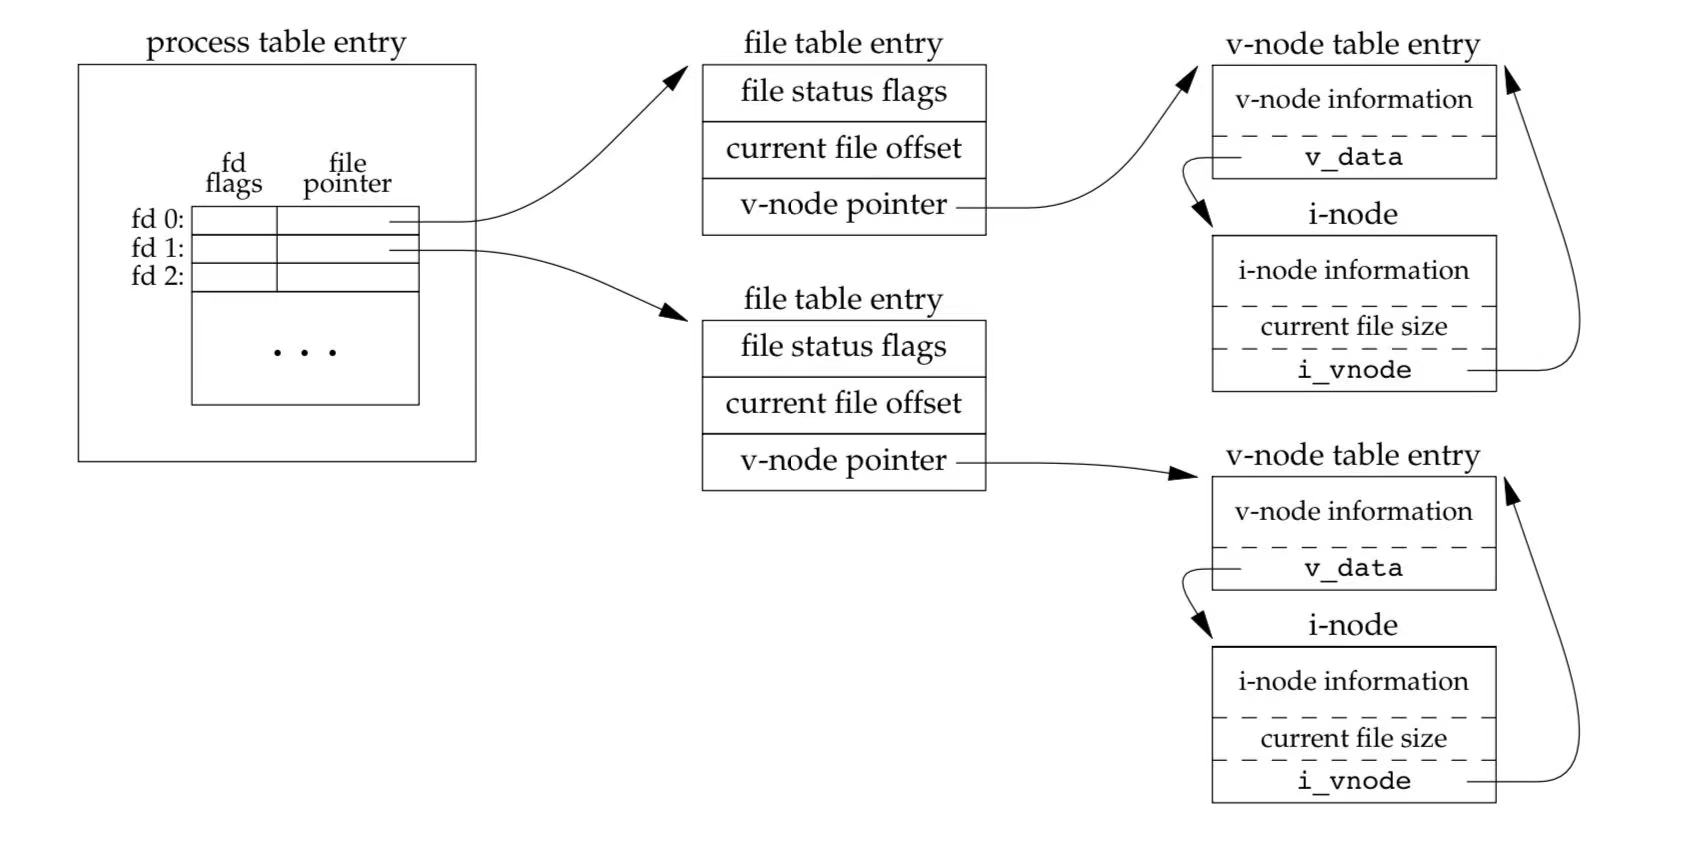 process table entry
fd
flags
file
pointer
fd 0:
fd 1:
fd 2:
. . .
file table entry
file status flags
current file offset
v-node pointer
file table entry
file status flags
current file offset
v-node pointer
v-node table entry
v-node information
v_data
i-node
i-node information
current file size
i_vnode
v-node table entry
v-node information
v_data
i-node
i-node information
current file size
i_vnode